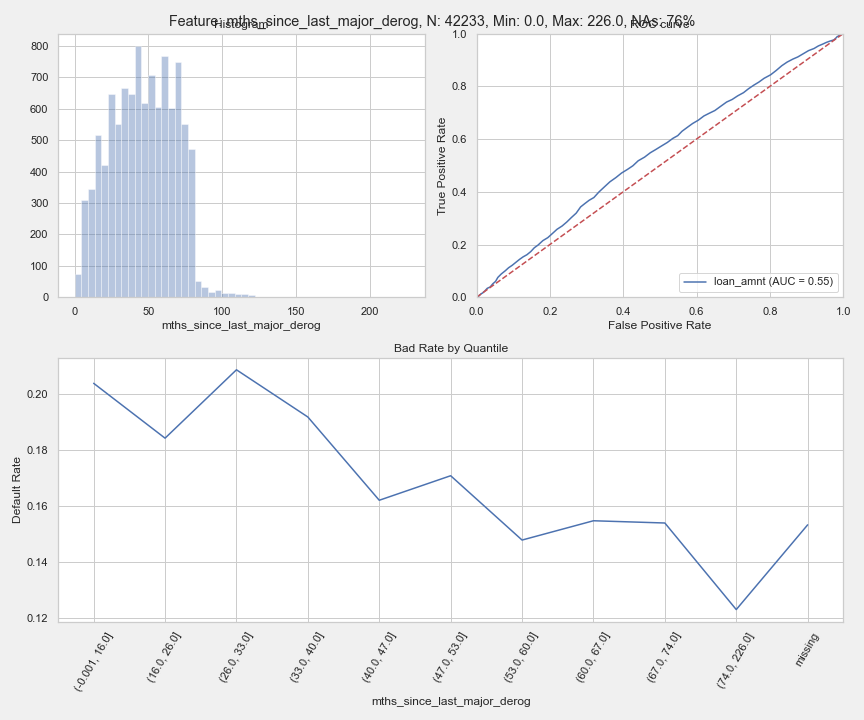 Feature: mths_since_last_major_derog, N: 42233, Min: 0.0, Max: 226.0, NAs: 76%
Histogram
800
700
600
500
400
300
200
100
0
0 50 100 150 200
mths_since_last_major_derog
ROC curve
1.0
0.8
0.6
0.4
0.2
0.0
True Positive Rate
loan_amnt (AUC = 0.55)
0.0 0.2 0.4 0.6 0.8 1.0
False Positive Rate
Bad Rate by Quantile
0.20
0.18
0.16
0.14
0.12
Default Rate
(-0.001, 16.0]
(16.0, 26.0]
(26.0, 33.0]
(33.0, 40.0]
(40.0, 47.0]
(47.0, 53.0]
(53.0, 60.0]
(60.0, 67.0]
(67.0, 74.0]
(74.0, 226.0]
missing
mths_since_last_major_derog